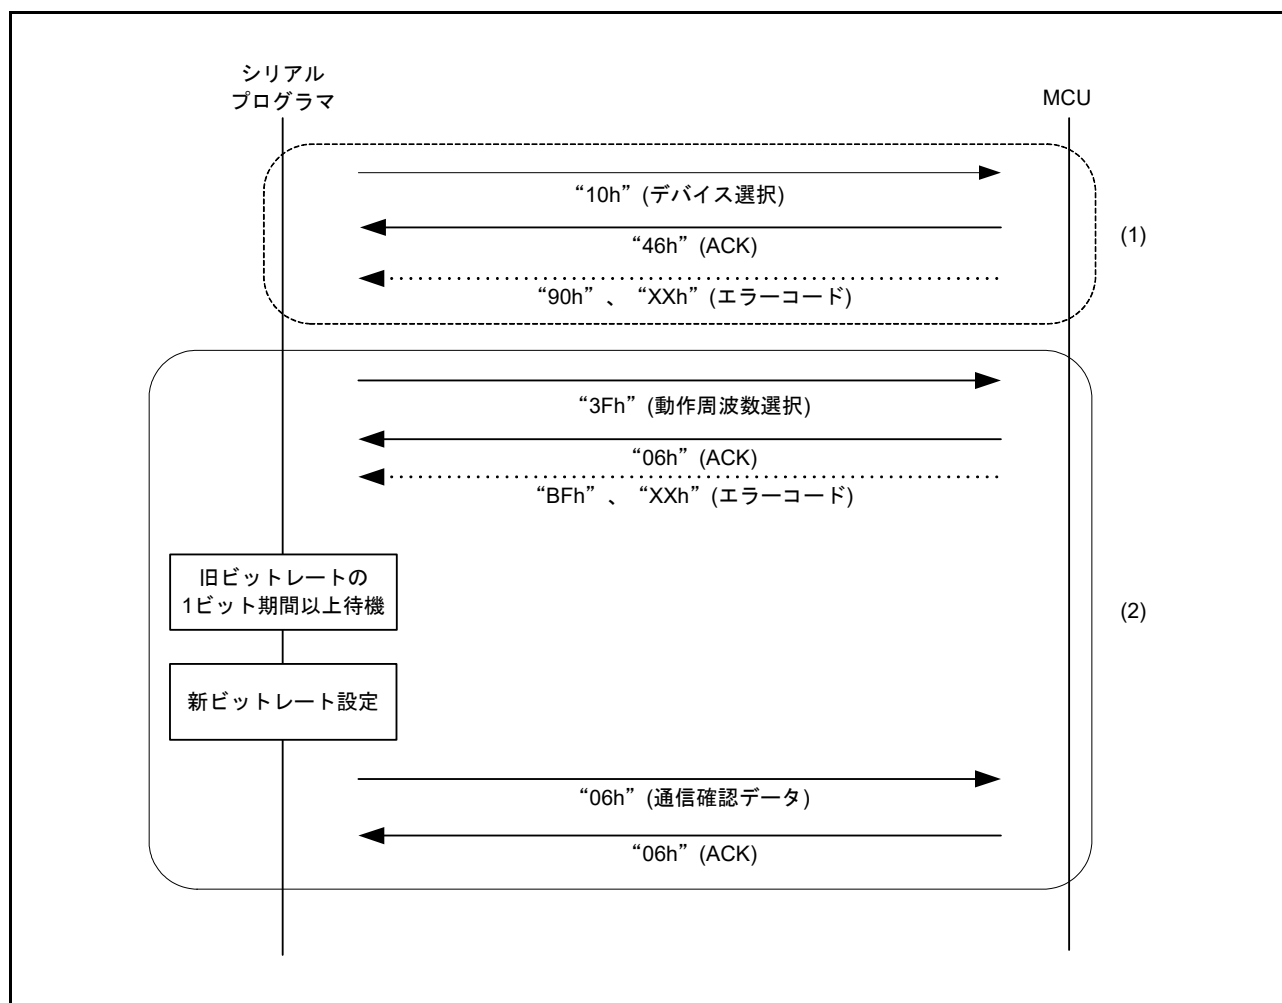 シリアル
プログラマ
MCU
“10h” (デバイス選択)
“46h” (ACK)
(1)
“90h” 、 “XXh” (エラーコード)
“3Fh” (動作周波数選択)
“06h” (ACK)
“BFh” 、 “XXh” (エラーコード)
旧ビットレートの
1ビット期間以上待機
(2)
新ビットレート設定
“06h” (通信確認データ)
“06h” (ACK)